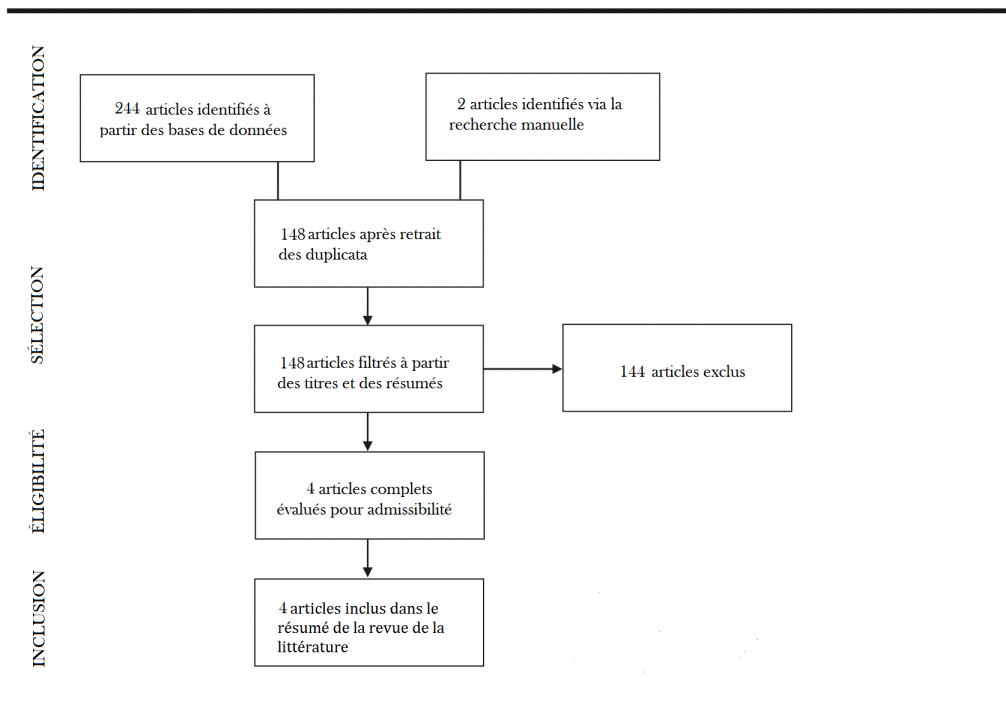 IDENTIFICATION
244 articles identifiés à
partir des bases de données
2 articles identifiés via la
recherche manuelle
148 articles après retrait
des duplicata
SÉLECTION
148 articles filtrés à partir
des titres et des résumés
144 articles exclus
ÉLIGIBILITÉ
4 articles complets
évalués pour admissibilité
INCLUSION
4 articles inclus dans le
résumé de la revue de la
littérature